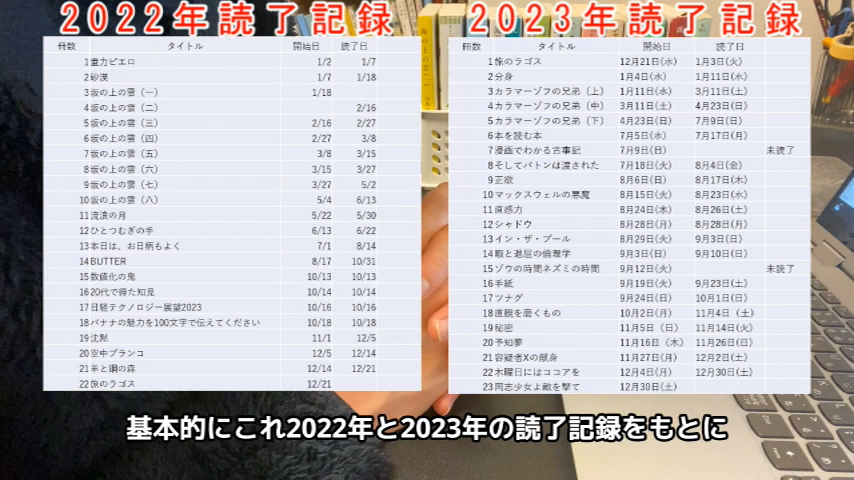 2022年読了記録
冊数 タイトル 開始日 読了日
1 重力ピエロ 1/2 1/7
2 砂漠 1/7 1/18
3 坂の上の雲（一） 1/18
4 坂の上の雲（二） 2/16
5 坂の上の雲（三） 2/16 2/27
6 坂の上の雲（四） 2/27 3/8
7 坂の上の雲（五） 3/8 3/15
8 坂の上の雲（六） 3/15 3/27
9 坂の上の雲（七） 3/27 5/2
10 坂の上の雲（八） 5/4 6/13
11 流浪の月 5/22 5/30
12 ひとつむぎの手 6/13 6/22
13 本日は、お日柄もよく 7/1 8/14
14 BUTTER 8/17 10/31
15 数値化の鬼 10/13 10/13
16 20代で得た知見 10/14 10/14
17 日経テクノロジー展望2023 10/16 10/16
18 バナナの魅力を100文字で伝えてください 10/18 10/18
19 沈黙 11/1 12/5
20 空中ブランコ 12/5 12/14
21 羊と鋼の森 12/14 12/21
22 旅のラゴス 12/21
2023年読了記録
冊数 タイトル 開始日 読了日
1 旅のラゴス 12月21日(水) 1月3日(火)
2 分身 1月4日(水) 1月11日(水)
3 カラマーゾフの兄弟〔上〕 1月11日(水) 3月11日(土)
4 カラマーゾフの兄弟〔中〕 3月11日(土) 4月23日(日)
5 カラマーゾフの兄弟〔下〕 4月23日(日) 7月9日(日)
6 本を読む本 7月5日(水) 7月17日(月)
7 漫画でわかる古事記 7月9日(日) 未読了
8 そしてバトンは渡された 7月18日(火) 8月4日(金)
9 正欲 8月6日(日) 8月17日(木)
10 マックスウェルの悪魔 8月15日(火) 8月23日(水)
11 直感力 8月24日(木) 8月26日(土)
12 シャドウ 8月28日(月) 8月28日(月)
13 イン・ザ・プール 8月29日(火) 9月3日(日)
14 暇と退屈の倫理学 9月3日(日) 9月10日(日)
15 ゾウの時間ネズミの時間 9月12日(火) 未読了
16 手紙 9月19日(火) 9月23日(土)
17 ツナグ 9月24日(日) 10月1日(日)
18 直観を磨くもの 10月2日(月) 11月4日（土）
19 秘密 11月5日（日） 11月14日(火)
20 予知夢 11月16日（木） 11月26日(日)
21 容疑者Xの献身 11月27日(月) 12月2日(土)
22 木曜日にはココアを 12月4日(月) 12月30日(土)
23 同志少女よ敵を撃て 12月30日(土)
基本的にこれ2022年と2023年の読了記録をもとに